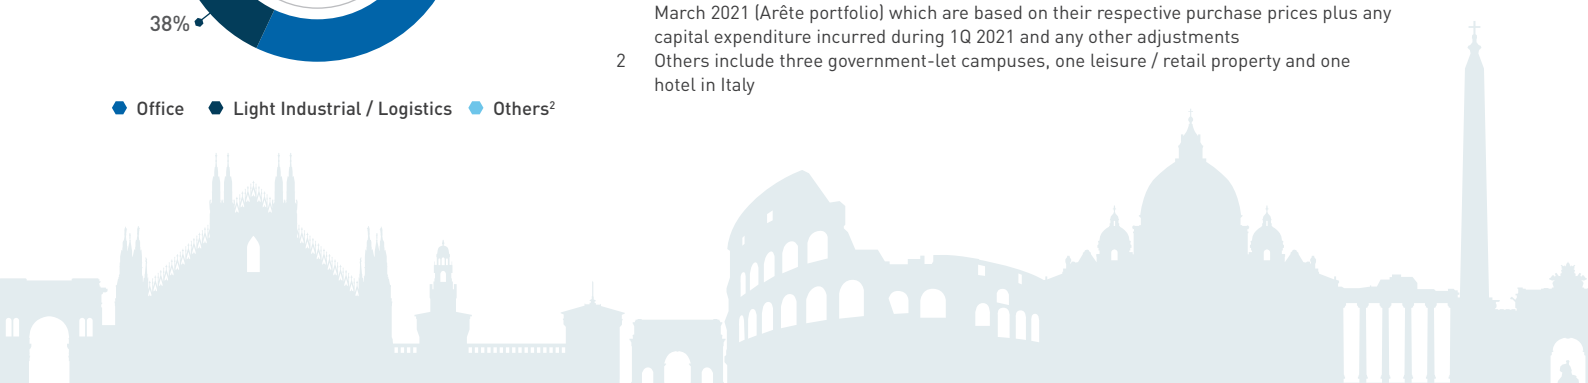 38%
Office Light Industrial / Logistics Others2
March 2021 (Arête portfolio) which are based on their respective purchase prices plus any
capital expenditure incurred during 1Q 2021 and any other adjustments
2 Others include three government-let campuses, one leisure / retail property and one
hotel in Italy